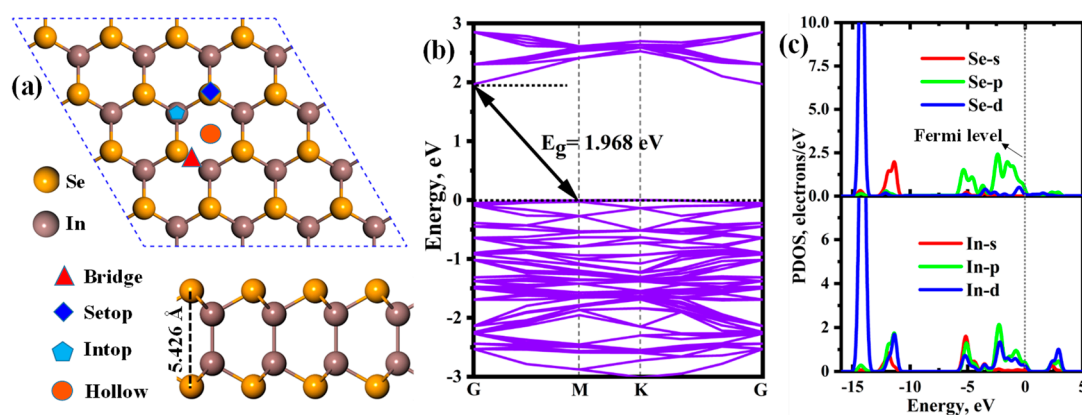 (a)
Se
In
Bridge
Setop
Intop
Hollow
5.426 Å
(b)
Energy, eV
3
2
1
0
-1
-2
-3
Eg= 1.968 eV
G
M
K
G
(c)
PDOS, electrons/eV
10.0
7.5
5.0
2.5
0.0
Se-s
Se-p
Se-d
Fermi level
6
4
2
0
In-s
In-p
In-d
-15
-10
-5
0
5
Energy, eV